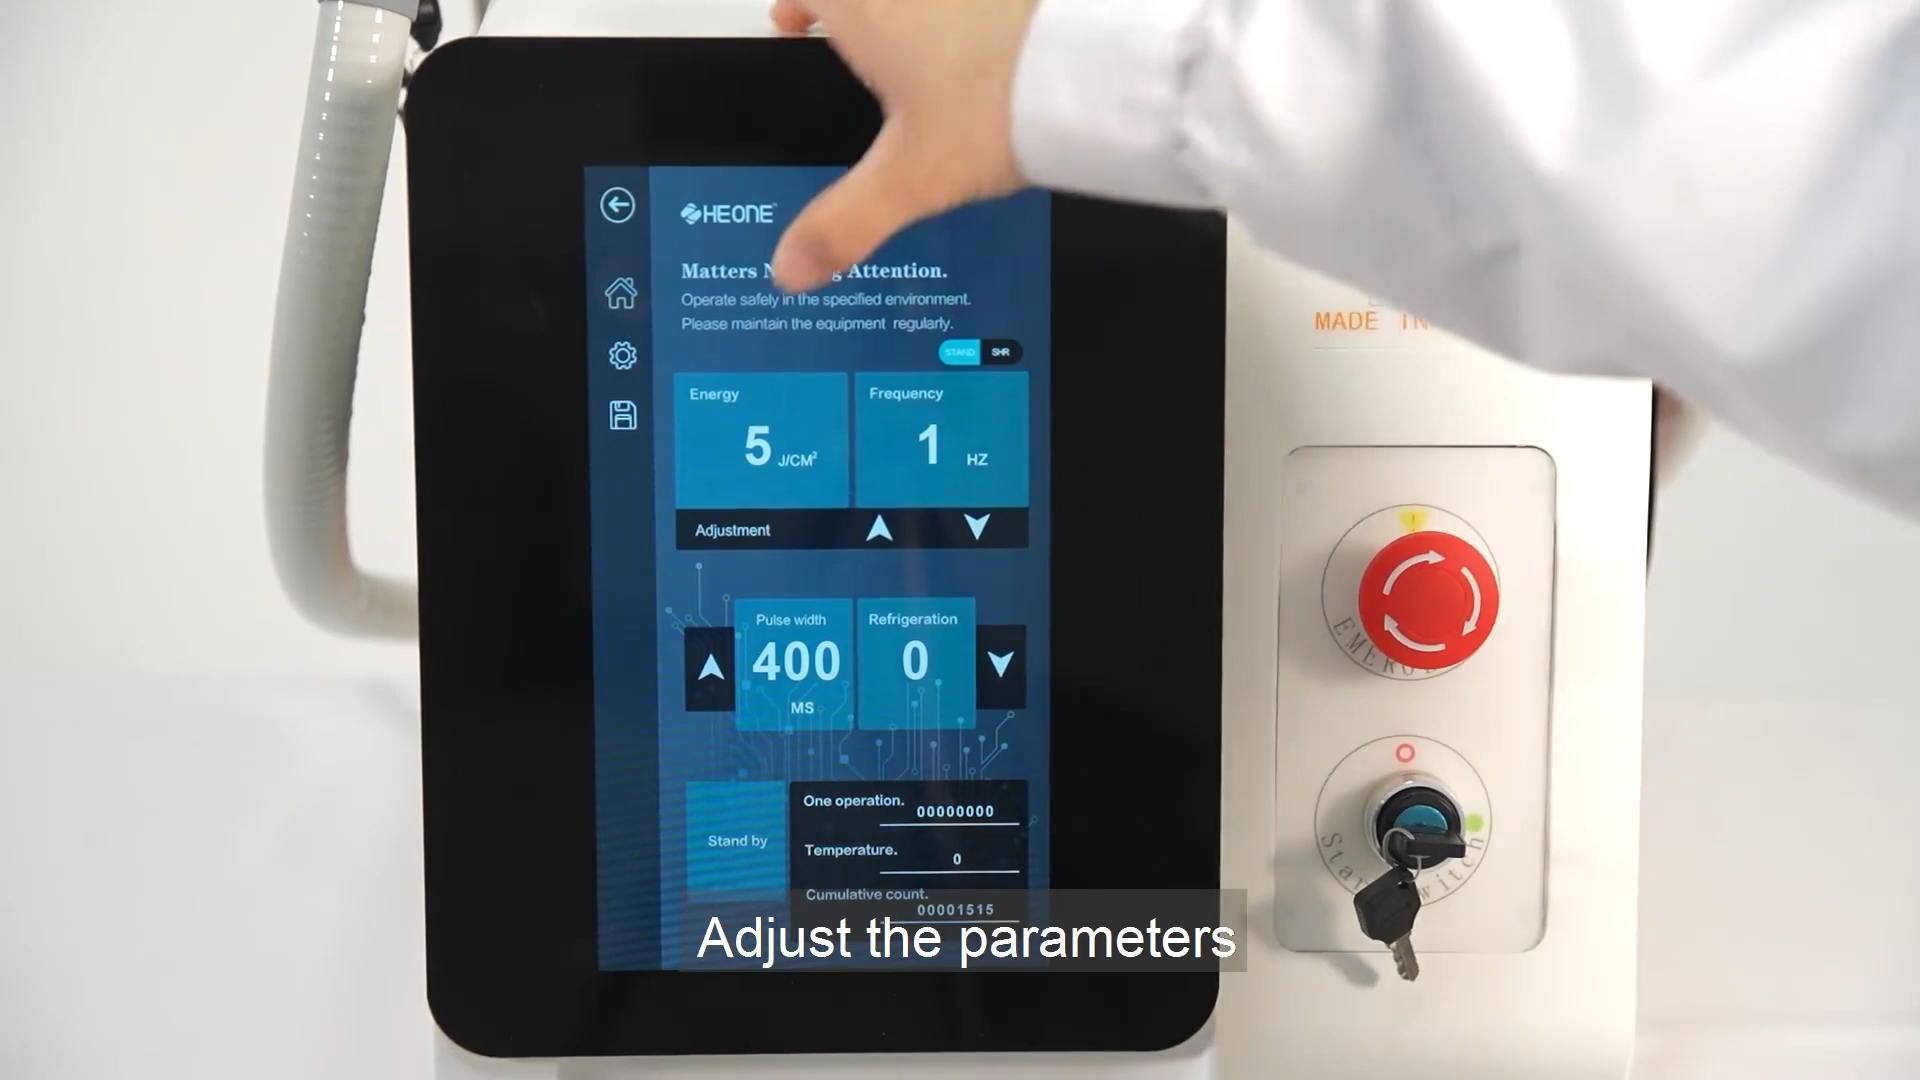 HEONE
Matters Attention.
Operate safely in the specified environment.
Please maintain the equipment regularly.
STAND SHR
Energy
5 J/CM²
Frequency
1 HZ
Adjustment
Pulse width
400
MS
Refrigeration
0
Stand by
One operation. 00000000
Temperature. 0
Cumulative count. 00001515
Adjust the parameters
MADE